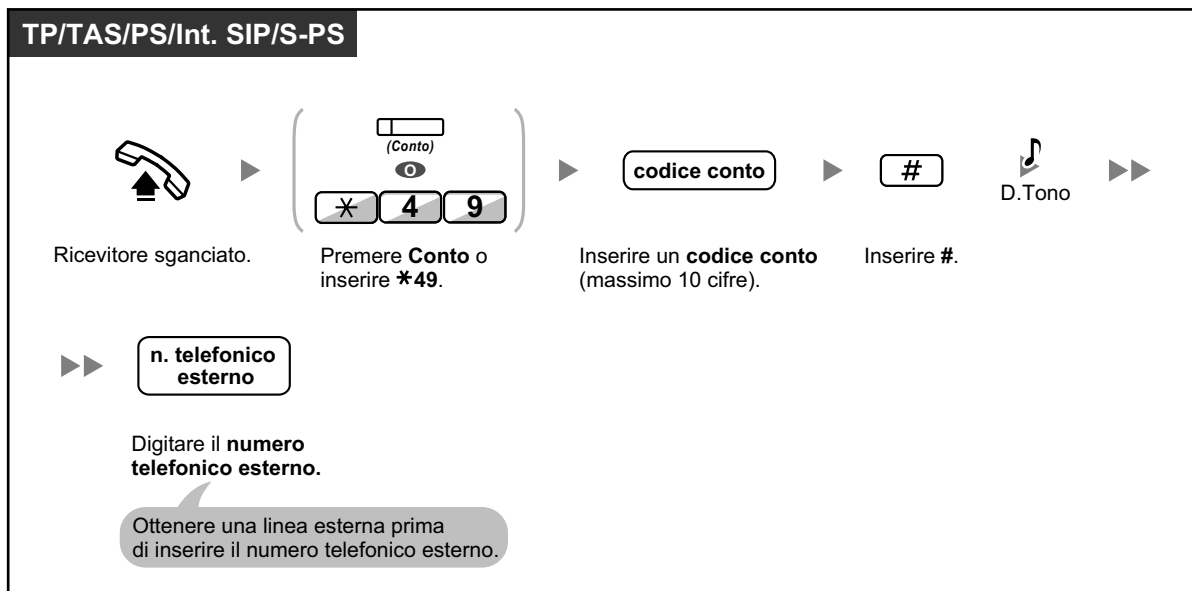 TP/TAS/PS/Int. SIP/S-PS
(Conto)
O
* 4 9
codice conto
#
D.Tono
Ricevitore sganciato.
Premere Conto o
inserire *49.
Inserire un codice conto
(massimo 10 cifre).
Inserire #.
n. telefonico
esterno
Digitare il numero
telefonico esterno.
Ottenere una linea esterna prima
di inserire il numero telefonico esterno.